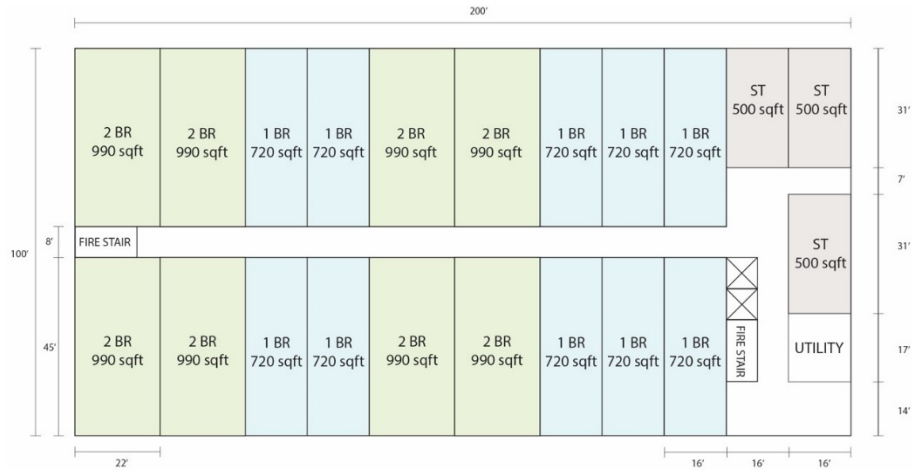 200'
2 BR
990 sqft
2 BR
990 sqft
1 BR
720 sqft
1 BR
720 sqft
2 BR
990 sqft
2 BR
990 sqft
1 BR
720 sqft
1 BR
720 sqft
1 BR
720 sqft
ST
500 sqft
ST
500 sqft
31'
7'
8'
FIRE STAIR
100'
ST
500 sqft
31'
45'
2 BR
990 sqft
2 BR
990 sqft
1 BR
720 sqft
1 BR
720 sqft
2 BR
990 sqft
2 BR
990 sqft
1 BR
720 sqft
1 BR
720 sqft
1 BR
720 sqft
FIRE STAIR
UTILITY
17'
14'
22'
16'
16'
16'